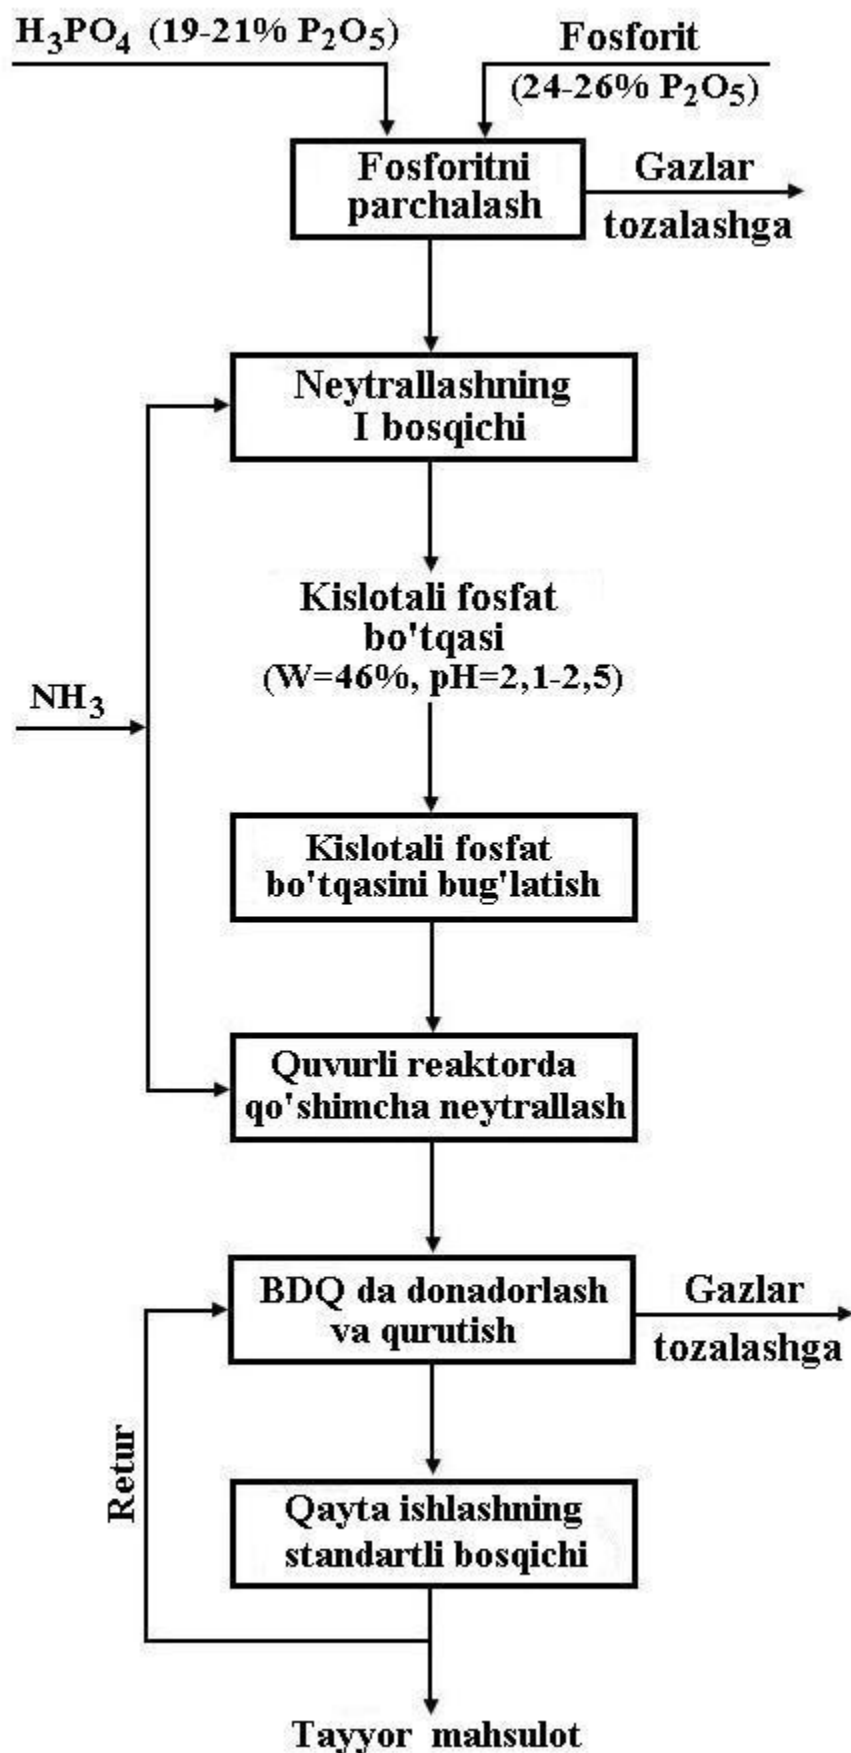 H₃PO₄ (19-21% P₂O₅)
Fosforit
(24-26% P₂O₅)
Fosforitni
parchalash
Gazlar
tozalashga
Neytrallashning
I bosqichi
Kislotali fosfat
bo'tqasi
(W=46%, pH=2,1-2,5)
NH₃
Kislotali fosfat
bo'tqasini bug'latish
Quvurli reaktorda
qo'shimcha neytrallash
BDQ da donadorlash
va qurutish
Gazlar
tozalashga
Retur
Qayta ishlashning
standartli bosqichi
Tayyor mahsulot